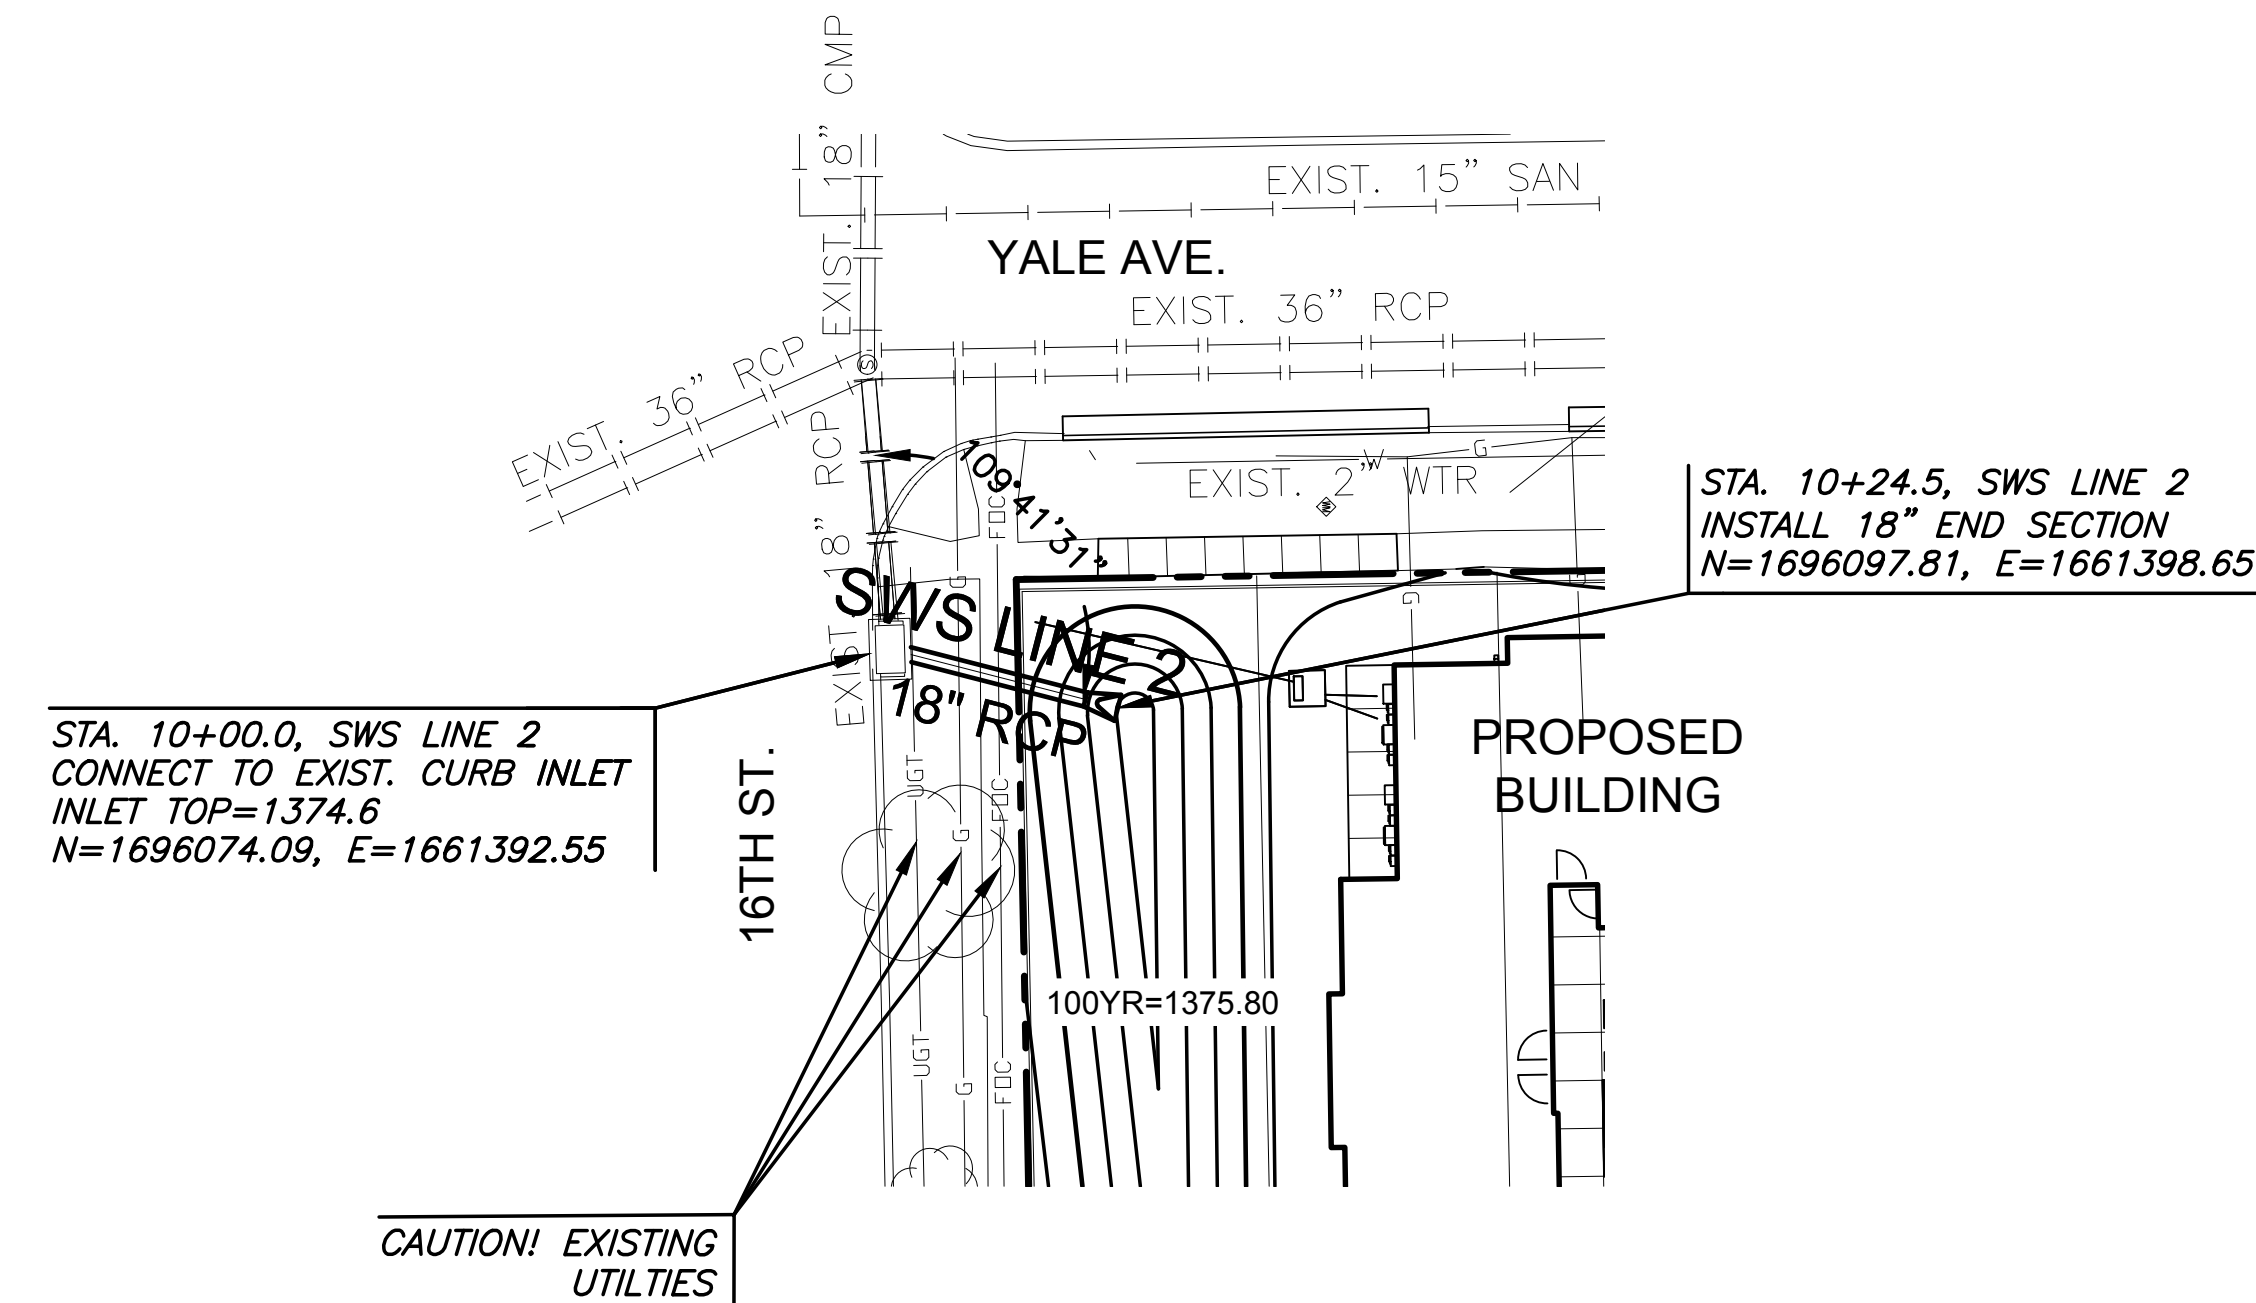 EXIST. 18” CMP
EXIST. 15” SAN
YALE AVE.
EXIST. 36” RCP
EXIST. 36” RCP
S
EXIST. 18” RCP
109°41’31”
W
G
EXIST. 2” WTR
W
FOC
G
G
SWS LINE 2
18" RCP
STA. 10+24.5, SWS LINE 2
INSTALL 18” END SECTION
N=1696097.81, E=1661398.65
STA. 10+00.0, SWS LINE 2
CONNECT TO EXIST. CURB INLET
INLET TOP=1374.6
N=1696074.09, E=1661392.55
16TH ST.
UGT
G
FOC
PROPOSED
BUILDING
100YR=1375.80
UGT
G
FOC
CAUTION! EXISTING
UTILTIES